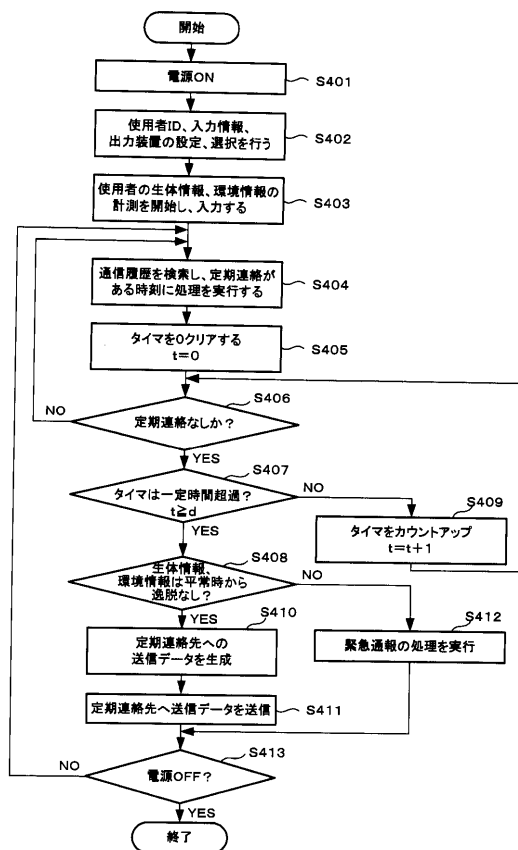 開始
電源ON
S401
使用者ID、入力情報、
出力装置の設定、選択を行う
S402
使用者の生体情報、環境情報の
計測を開始し、入力する
S403
通信履歴を検索し、定期連絡が
ある時刻に処理を実行する
S404
タイマを0クリアする
t=0
S405
S406
定期連絡なしか?
NO
YES
S407
タイマは一定時間超過?
t≧d
NO
YES
S409
タイマをカウントアップ
t=t+1
S408
生体情報、
環境情報は平常時から
逸脱なし?
NO
YES
S410
定期連絡先への
送信データを生成
S412
緊急通報の処理を実行
定期連絡先へ送信データを送信
S411
S413
電源OFF?
NO
YES
終了